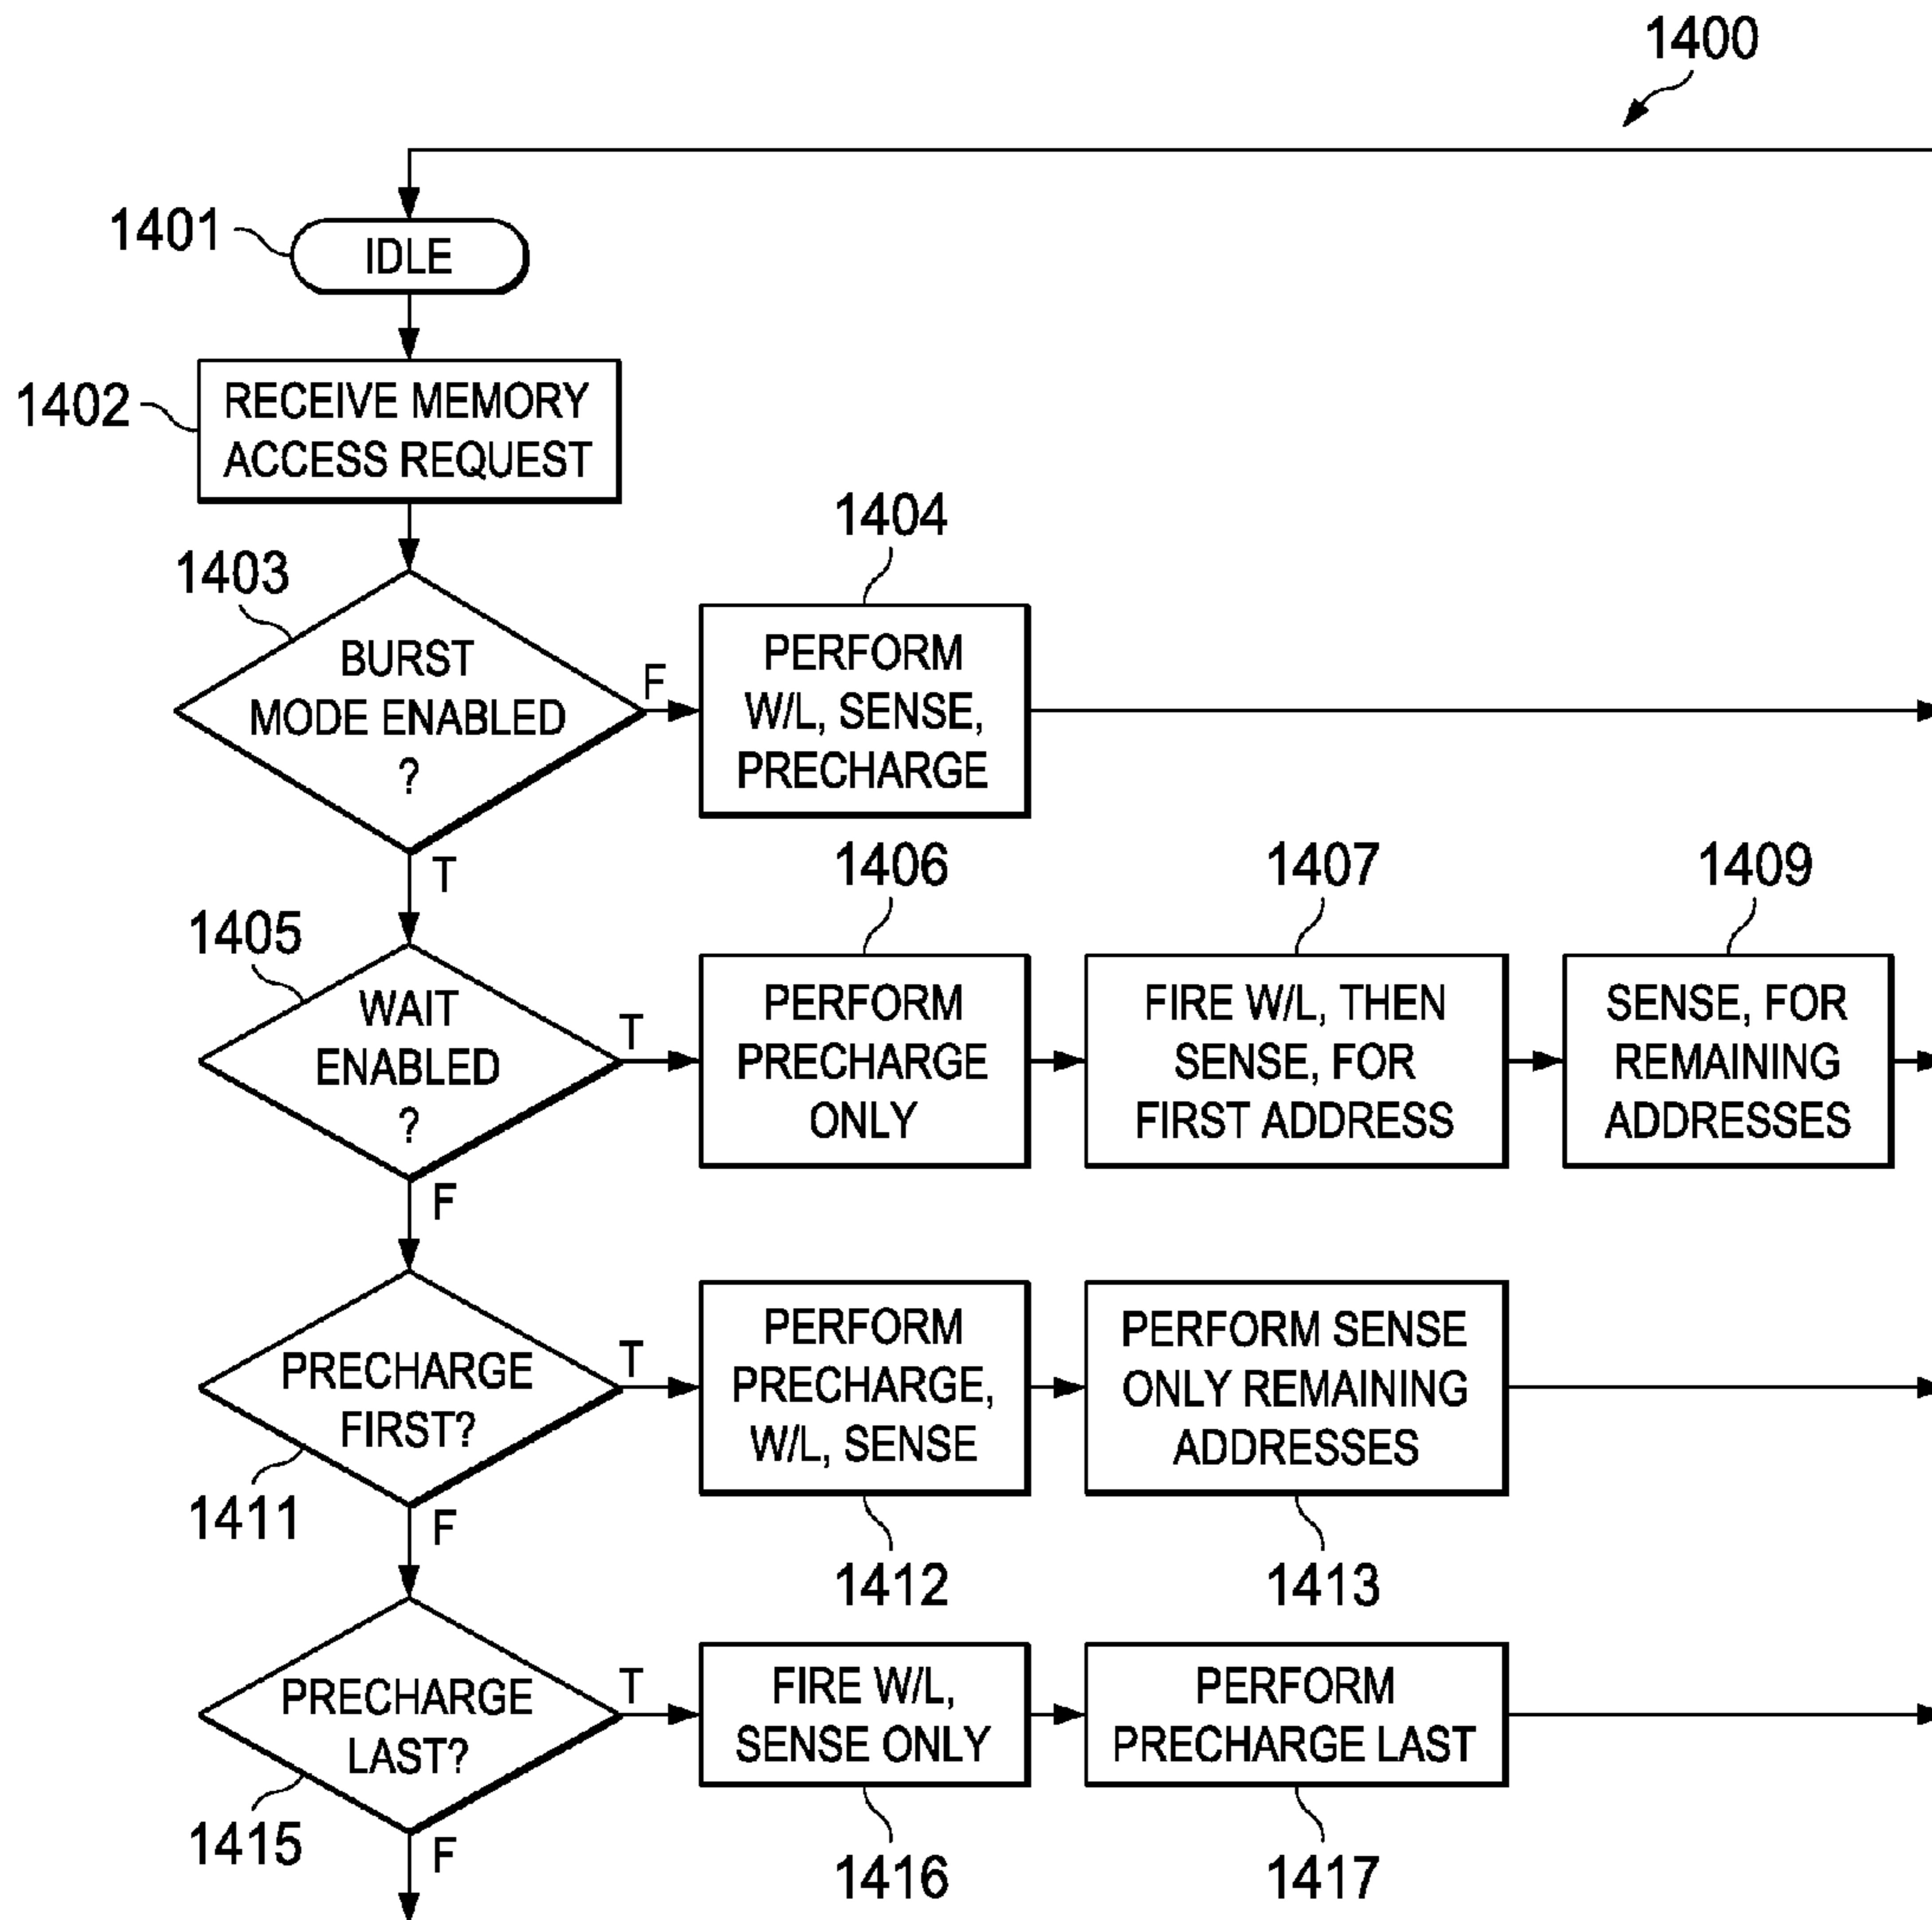 1400
1401
IDLE
1402
RECEIVE MEMORY
ACCESS REQUEST
1403
BURST
MODE ENABLED
?
F
T
1404
PERFORM
W/L, SENSE,
PRECHARGE
1405
WAIT
ENABLED
?
T
F
1406
PERFORM
PRECHARGE
ONLY
1407
FIRE W/L, THEN
SENSE, FOR
FIRST ADDRESS
1409
SENSE, FOR
REMAINING
ADDRESSES
PRECHARGE
FIRST?
1411
T
F
PERFORM
PRECHARGE,
W/L, SENSE
1412
PERFORM SENSE
ONLY REMAINING
ADDRESSES
1413
PRECHARGE
LAST?
1415
T
F
FIRE W/L,
SENSE ONLY
1416
PERFORM
PRECHARGE LAST
1417